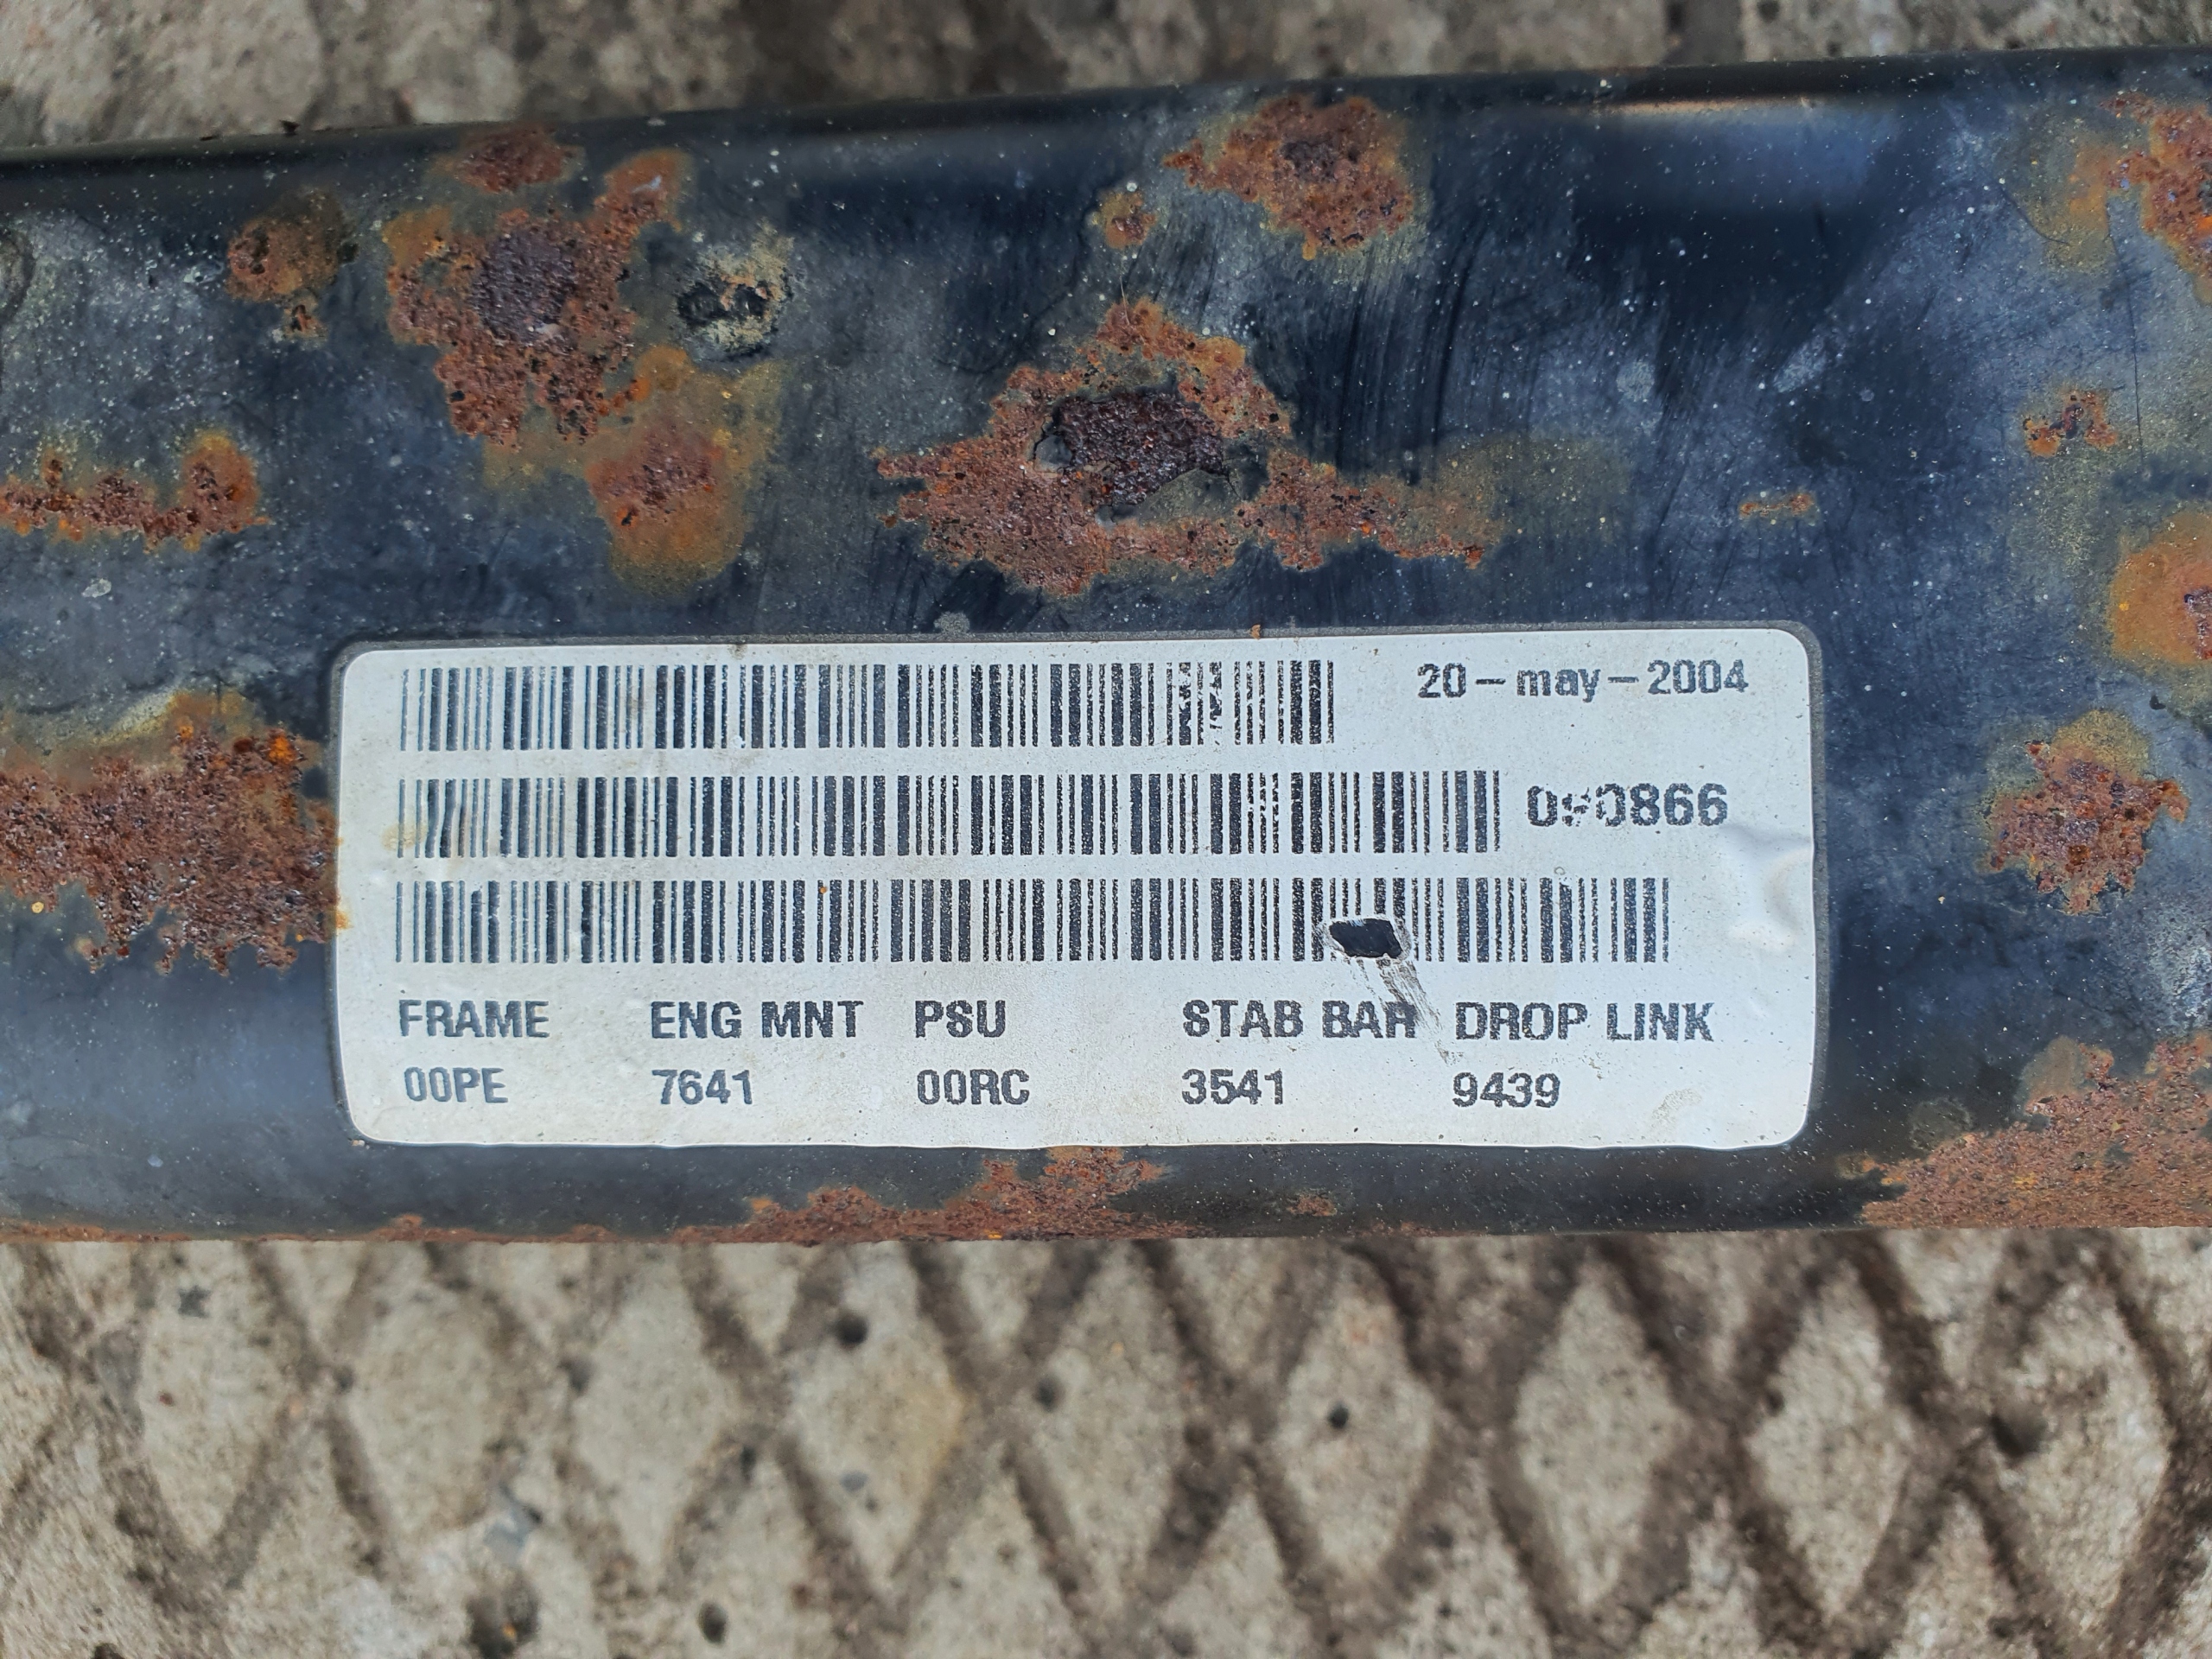 20-may-2004
FRAME ENG MNT PSU STAB BAR DROP LINK
00PE 7641 00RC 3541 9439